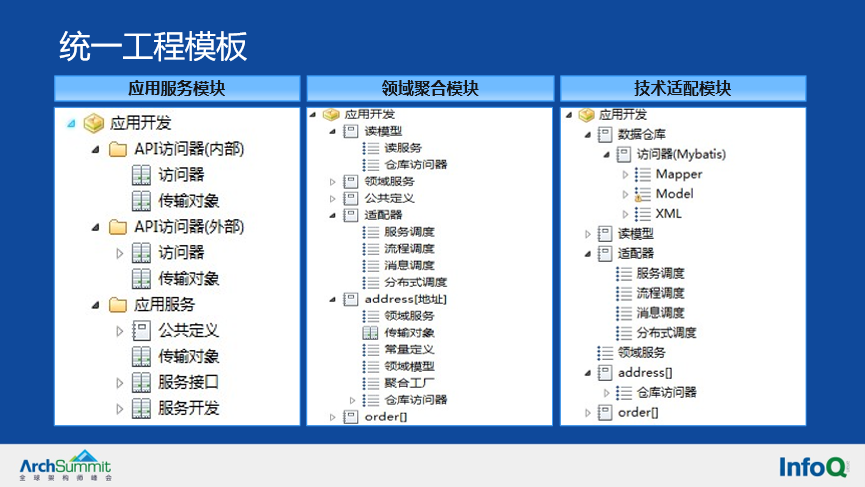 统一工程模板
应用服务模块
应用开发
API访问器(内部)
访问器
传输对象
API访问器(外部)
访问器
传输对象
应用服务
公共定义
传输对象
服务接口
服务开发
领域聚合模块
应用开发
读模型
读服务
仓库访问器
领域服务
公共定义
适配器
服务调度
流程调度
消息调度
分布式调度
address[地址]
领域服务
传输对象
常量定义
领域模型
聚合工厂
仓库访问器
order[]
技术适配模块
应用开发
数据仓库
访问器(Mybatis)
Mapper
Model
XML
读模型
适配器
服务调度
流程调度
消息调度
分布式调度
领域服务
address[]
仓库访问器
order[]
ArchSummit
全球架构师峰会
InfoQ